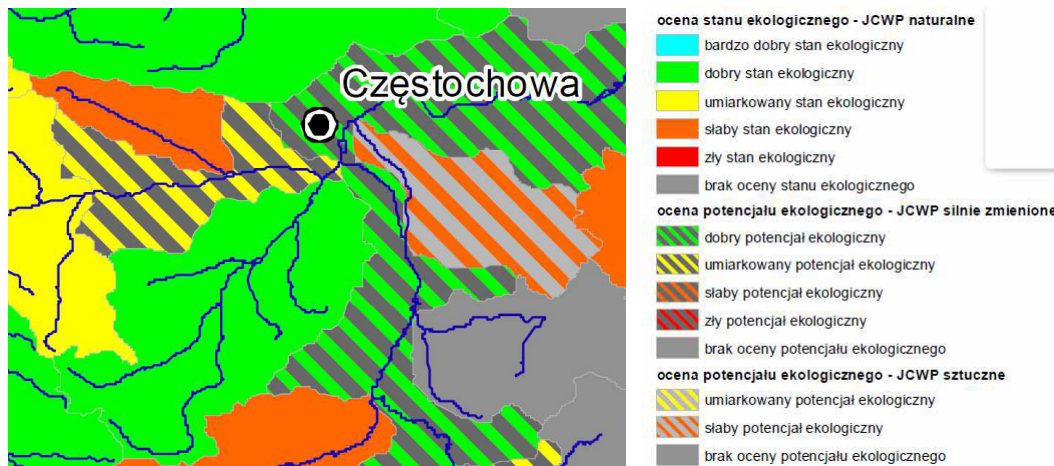 Częstochowa
ocena stanu ekologicznego - JCWP naturalne
bardzo dobry stan ekologiczny
dobry stan ekologiczny
umiarkowany stan ekologiczny
słaby stan ekologiczny
zły stan ekologiczny
brak oceny stanu ekologicznego
ocena potencjału ekologicznego - JCWP silnie zmienione
dobry potencjał ekologiczny
umiarkowany potencjał ekologiczny
słaby potencjał ekologiczny
zły potencjał ekologiczny
brak oceny potencjału ekologicznego
ocena potencjału ekologicznego - JCWP sztuczne
umiarkowany potencjał ekologiczny
słaby potencjał ekologiczny
brak oceny potencjału ekologicznego